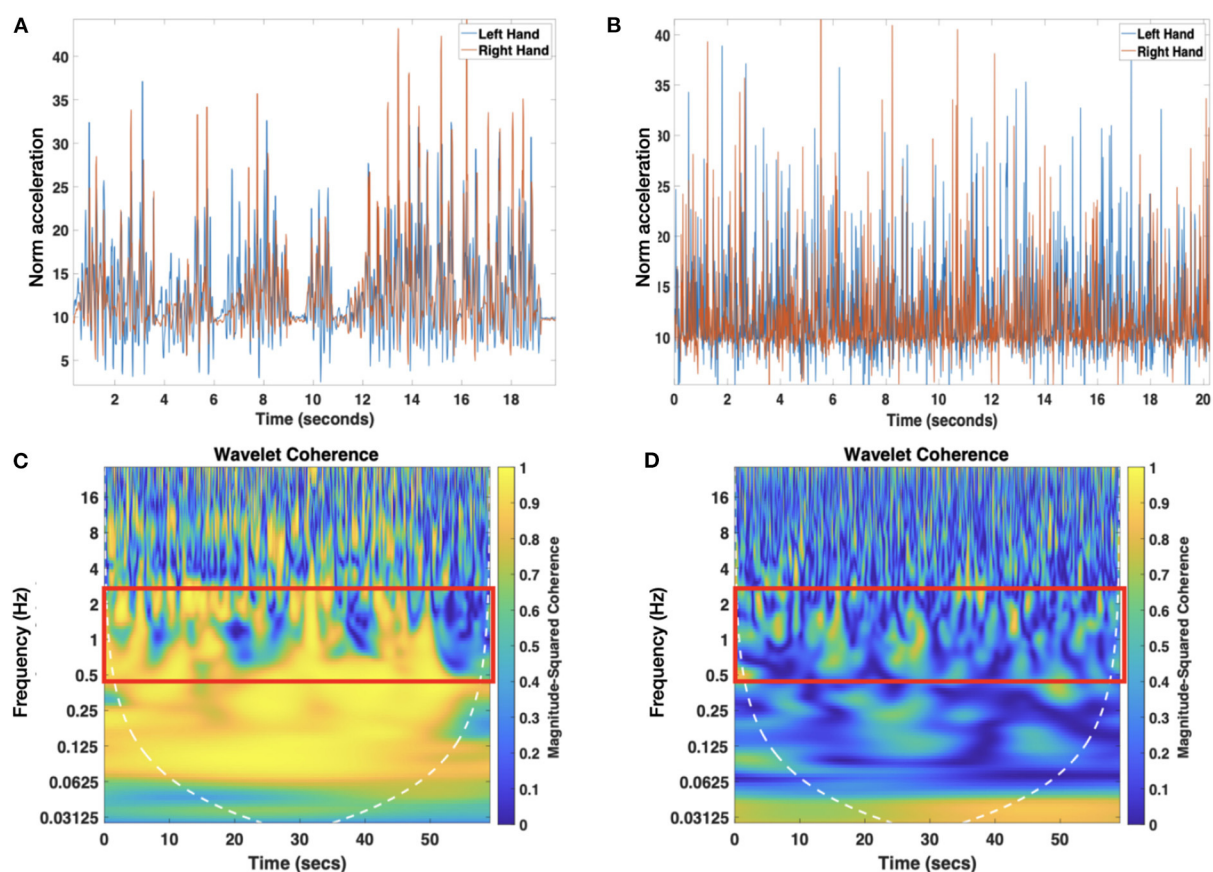 A
Left Hand
Right Hand
40
35
30
25
20
15
10
5
Norm acceleration
2 4 6 8 10 12 14 16 18
Time (seconds)
B
Left Hand
Right Hand
40
35
30
25
20
15
10
Norm acceleration
0 2 4 6 8 10 12 14 16 18 20
Time (seconds)
C
Wavelet Coherence
16
8
4
2
1
0.5
0.25
0.125
0.0625
0.03125
Frequency (Hz)
0 10 20 30 40 50
Time (secs)
1
0.9
0.8
0.7
0.6
0.5
0.4
0.3
0.2
0.1
0
Magnitude-Squared Coherence
D
Wavelet Coherence
16
8
4
2
1
0.5
0.25
0.125
0.0625
0.03125
Frequency (Hz)
0 10 20 30 40 50
Time (secs)
1
0.9
0.8
0.7
0.6
0.5
0.4
0.3
0.2
0.1
0
Magnitude-Squared Coherence